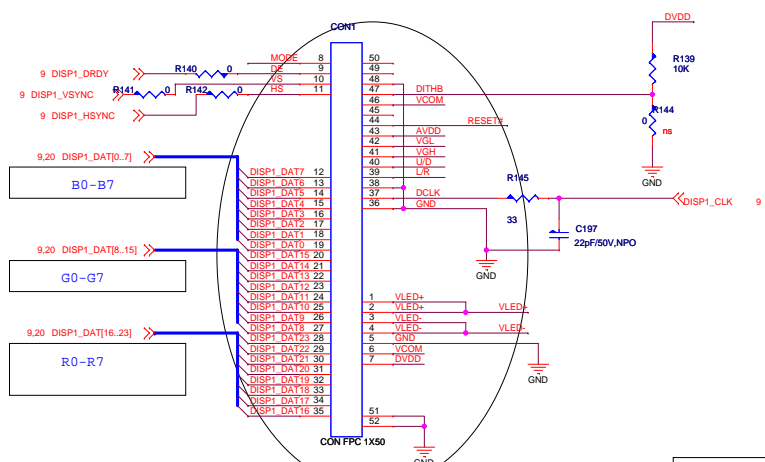 CON1
DVDD
MODE 8
50
R140 0 DE 9
49
R139
10K
9 DISP1_DRDY
VS 10
48
9 DISP1_VSYNC R141 0 R142 0 HS 11
47 DITHB
46 VCOM
9 DISP1_HSYNC
45
R144
0 ns
44 RESET#
43 AVDD
42 VGL
9,20 DISP1_DAT[0..7]
41 VGH
40 U/D
B0-B7
DISP1_DAT7 12
39 L/R
GND
DISP1_DAT6 13
38
R145
DISP1_DAT5 14
37 DCLK
DISP1_CLK 9
DISP1_DAT4 15
36 GND
33
DISP1_DAT3 16
DISP1_DAT2 17
C197
22pF/50V,NPO
DISP1_DAT1 18
DISP1_DAT0 19
9,20 DISP1_DAT[8..15]
DISP1_DAT15 20
GND
G0-G7
DISP1_DAT14 21
DISP1_DAT13 22
DISP1_DAT12 23
DISP1_DAT11 24
1 VLED+
DISP1_DAT10 25
2 VLED+ VLED+
DISP1_DAT9 26
3 VLED-
9,20 DISP1_DAT[16..23]
DISP1_DAT8 27
4 VLED- VLED-
DISP1_DAT23 28
5 GND
R0-R7
DISP1_DAT22 29
6 VCOM
DISP1_DAT21 30
7 DVDD
DISP1_DAT20 31
GND
DISP1_DAT19 32
DISP1_DAT18 33
DISP1_DAT17 34
DISP1_DAT16 35
51
52
CON FPC 1X50
GND